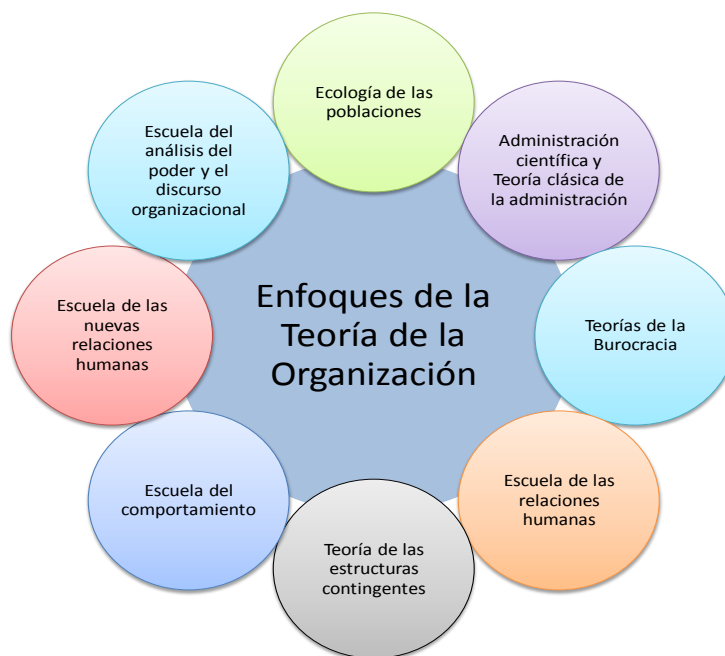 Enfoques de la
Teoría de la
Organización
Ecología de las
poblaciones
Administración
científica y
Teoría clásica de
la administración
Teorías de la
Burocracia
Escuela de las
relaciones
humanas
Teoría de las
estructuras
contingentes
Escuela del
comportamiento
Escuela de las
nuevas
relaciones
humanas
Escuela del
análisis del
poder y el
discurso
organizacional